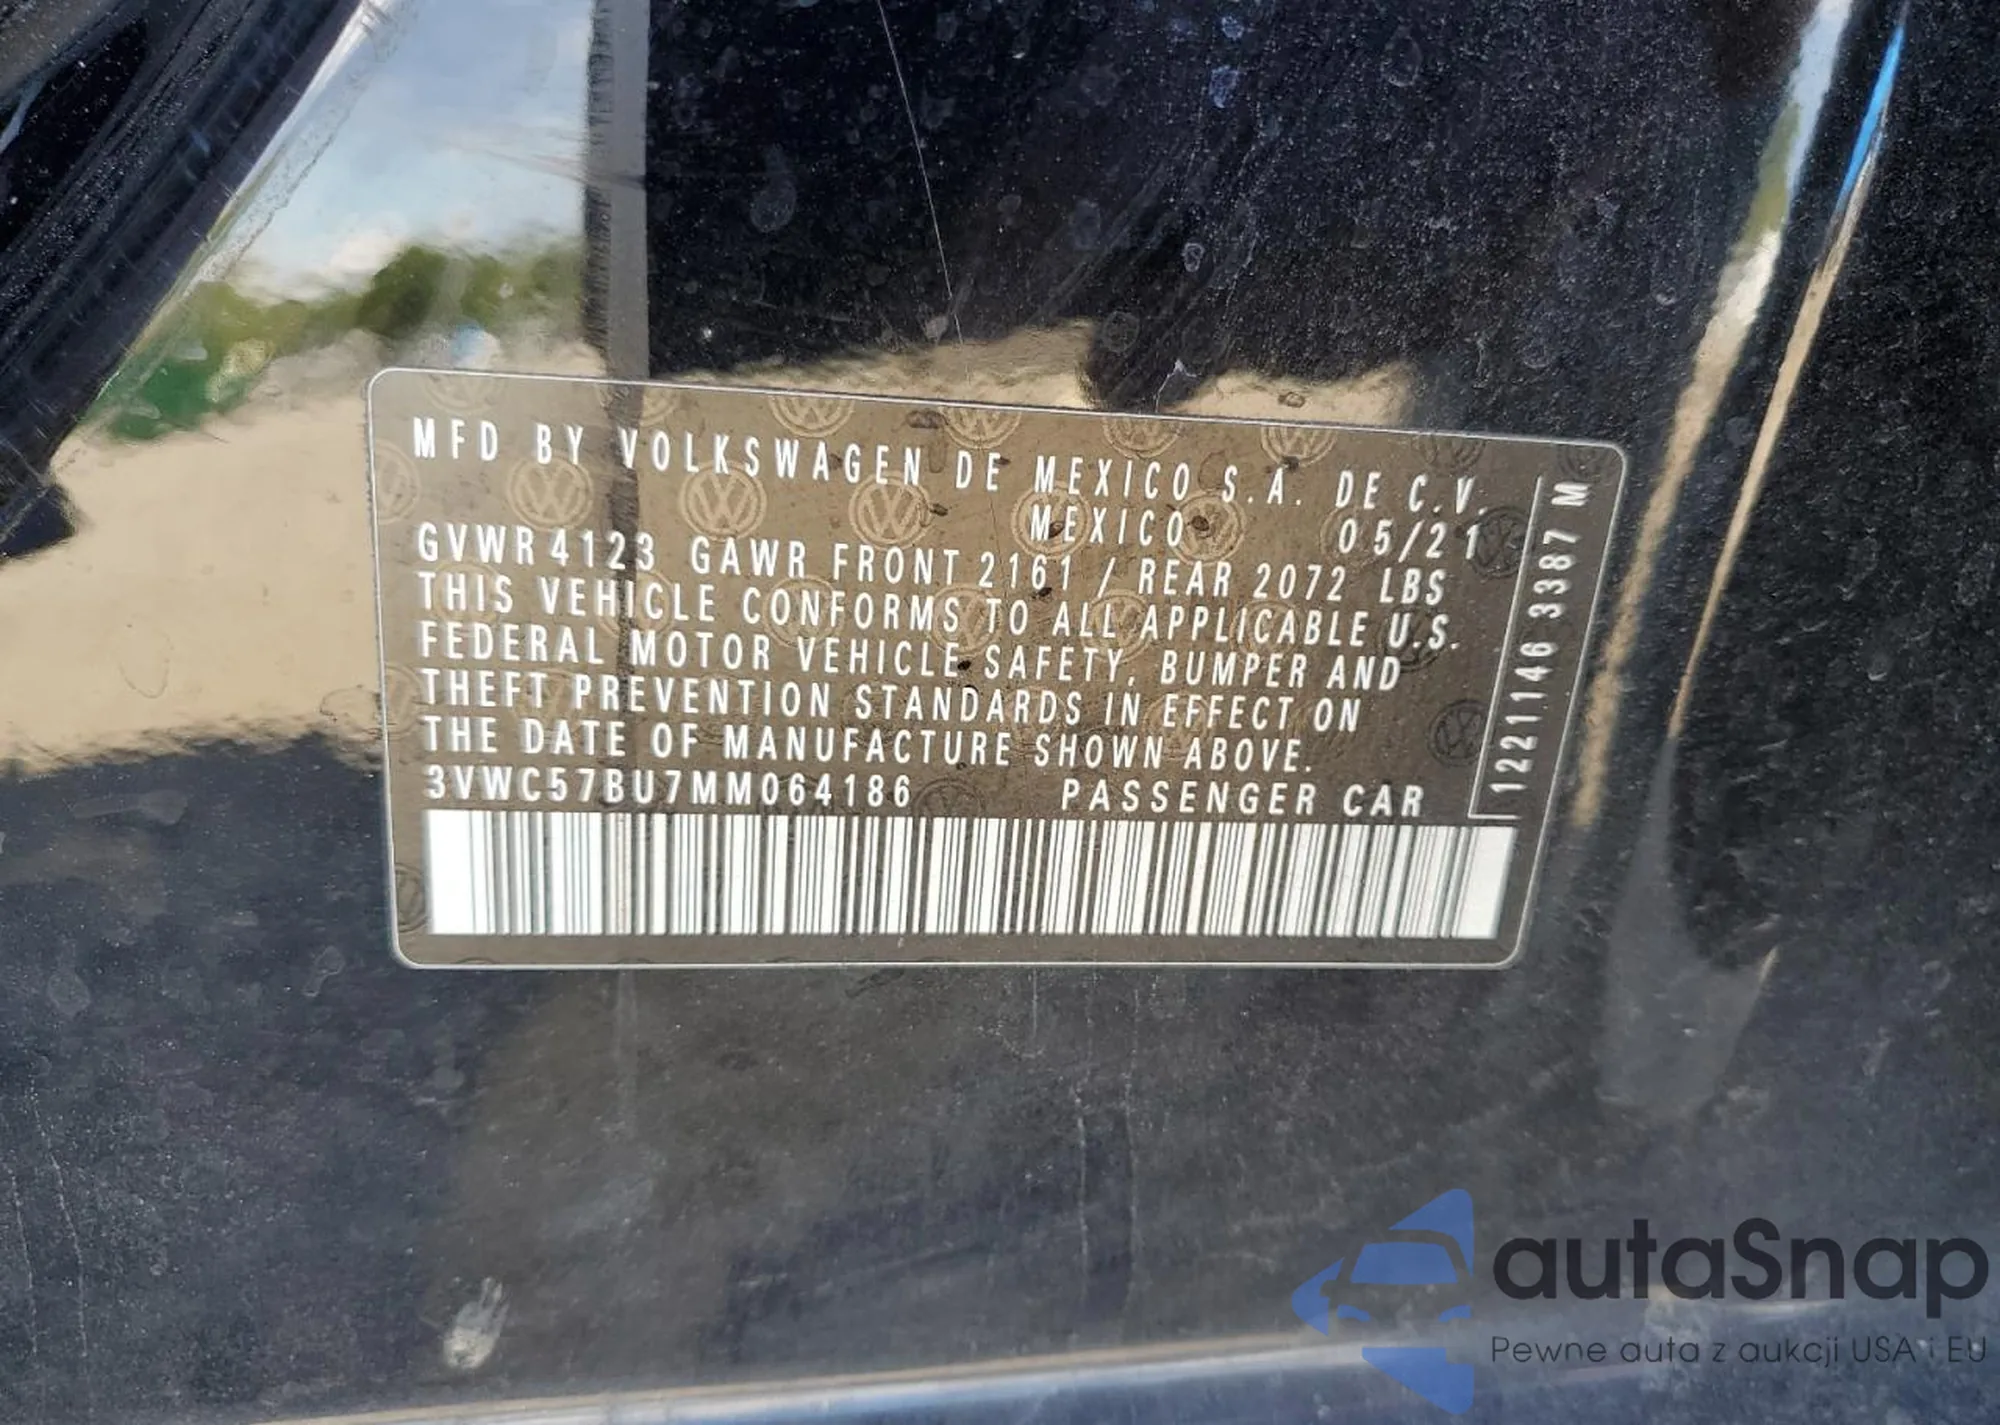 MFD BY VOLKSWAGEN DE MEXICO S.A. DE C.V.
MEXICO 05/21
GVWR 4123 GAWR FRONT 2161 / REAR 2072 LBS
THIS VEHICLE CONFORMS TO ALL APPLICABLE U.S.
FEDERAL MOTOR VEHICLE SAFETY, BUMPER AND
THEFT PREVENTION STANDARDS IN EFFECT ON
THE DATE OF MANUFACTURE SHOWN ABOVE.
3VWC57BU7MM064186 PASSENGER CAR
1221146 3387 M
autaSnap
Pewne auta z aukcji USA i EU